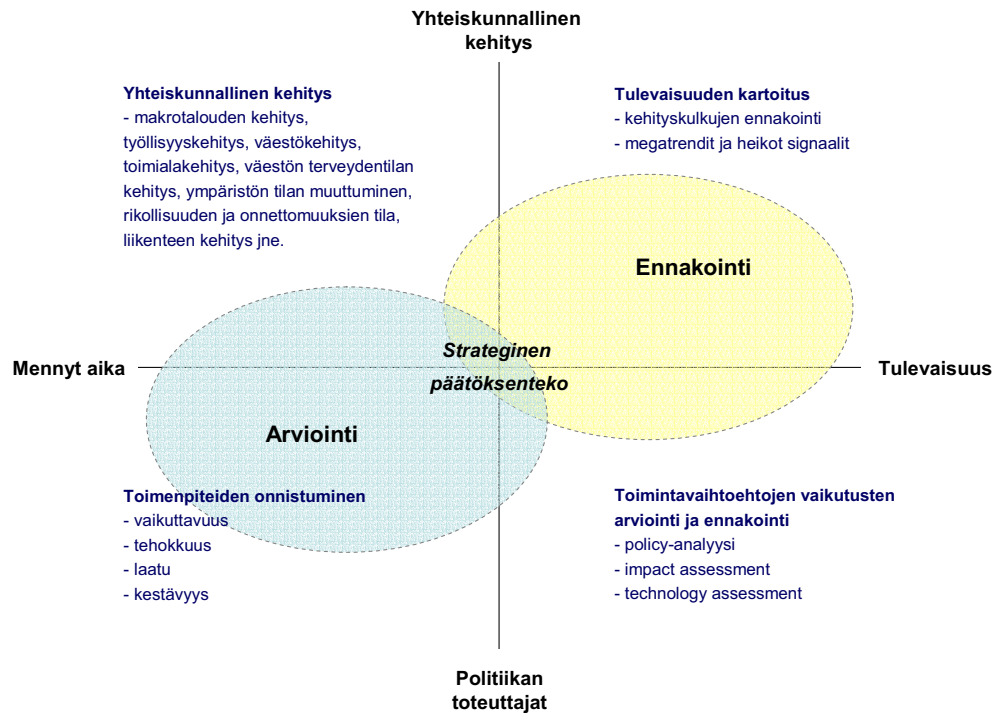 Yhteiskunnallinen
kehitys
Yhteiskunnallinen kehitys
- makrotalouden kehitys,
työllisyyskehitys, väestökehitys,
toimialakehitys, väestön terveydentilan
kehitys, ympäristön tilan muuttuminen,
rikollisuuden ja onnettomuuksien tila,
liikenteen kehitys jne.
Tulevaisuuden kartoitus
- kehityskulkujen ennakointi
- megatrendit ja heikot signaalit
Ennakointi
Mennyt aika
Strateginen
päätöksenteko
Tulevaisuus
Arviointi
Toimenpiteiden onnistuminen
- vaikuttavuus
- tehokkuus
- laatu
- kestävyys
Toimintavaihtoehtojen vaikutusten
arviointi ja ennakointi
- policy-analyysi
- impact assessment
- technology assessment
Politiikan
toteuttajat